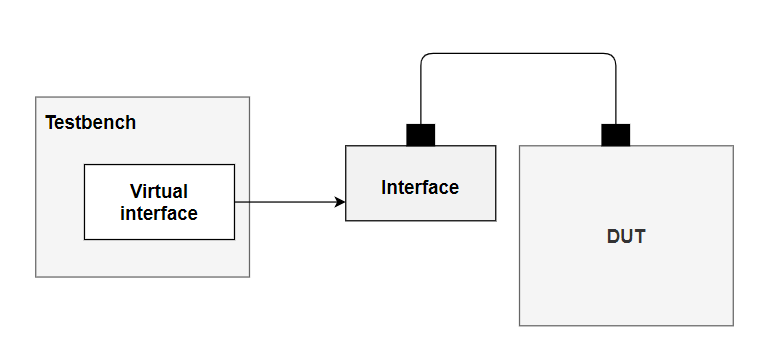 Testbench
Virtual
interface
Interface
DUT